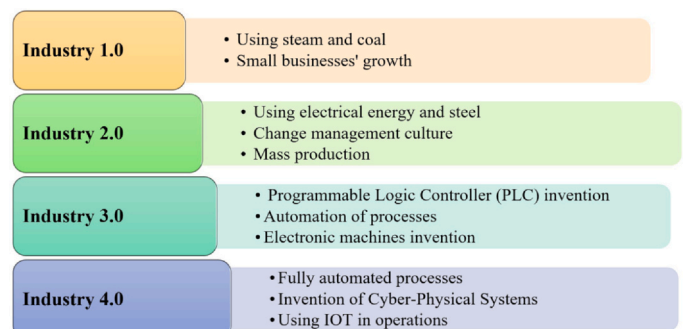 Industry 1.0
• Using steam and coal
• Small businesses' growth
Industry 2.0
• Using electrical energy and steel
• Change management culture
• Mass production
Industry 3.0
• Programmable Logic Controller (PLC) invention
• Automation of processes
• Electronic machines invention
Industry 4.0
• Fully automated processes
• Invention of Cyber-Physical Systems
• Using IOT in operations